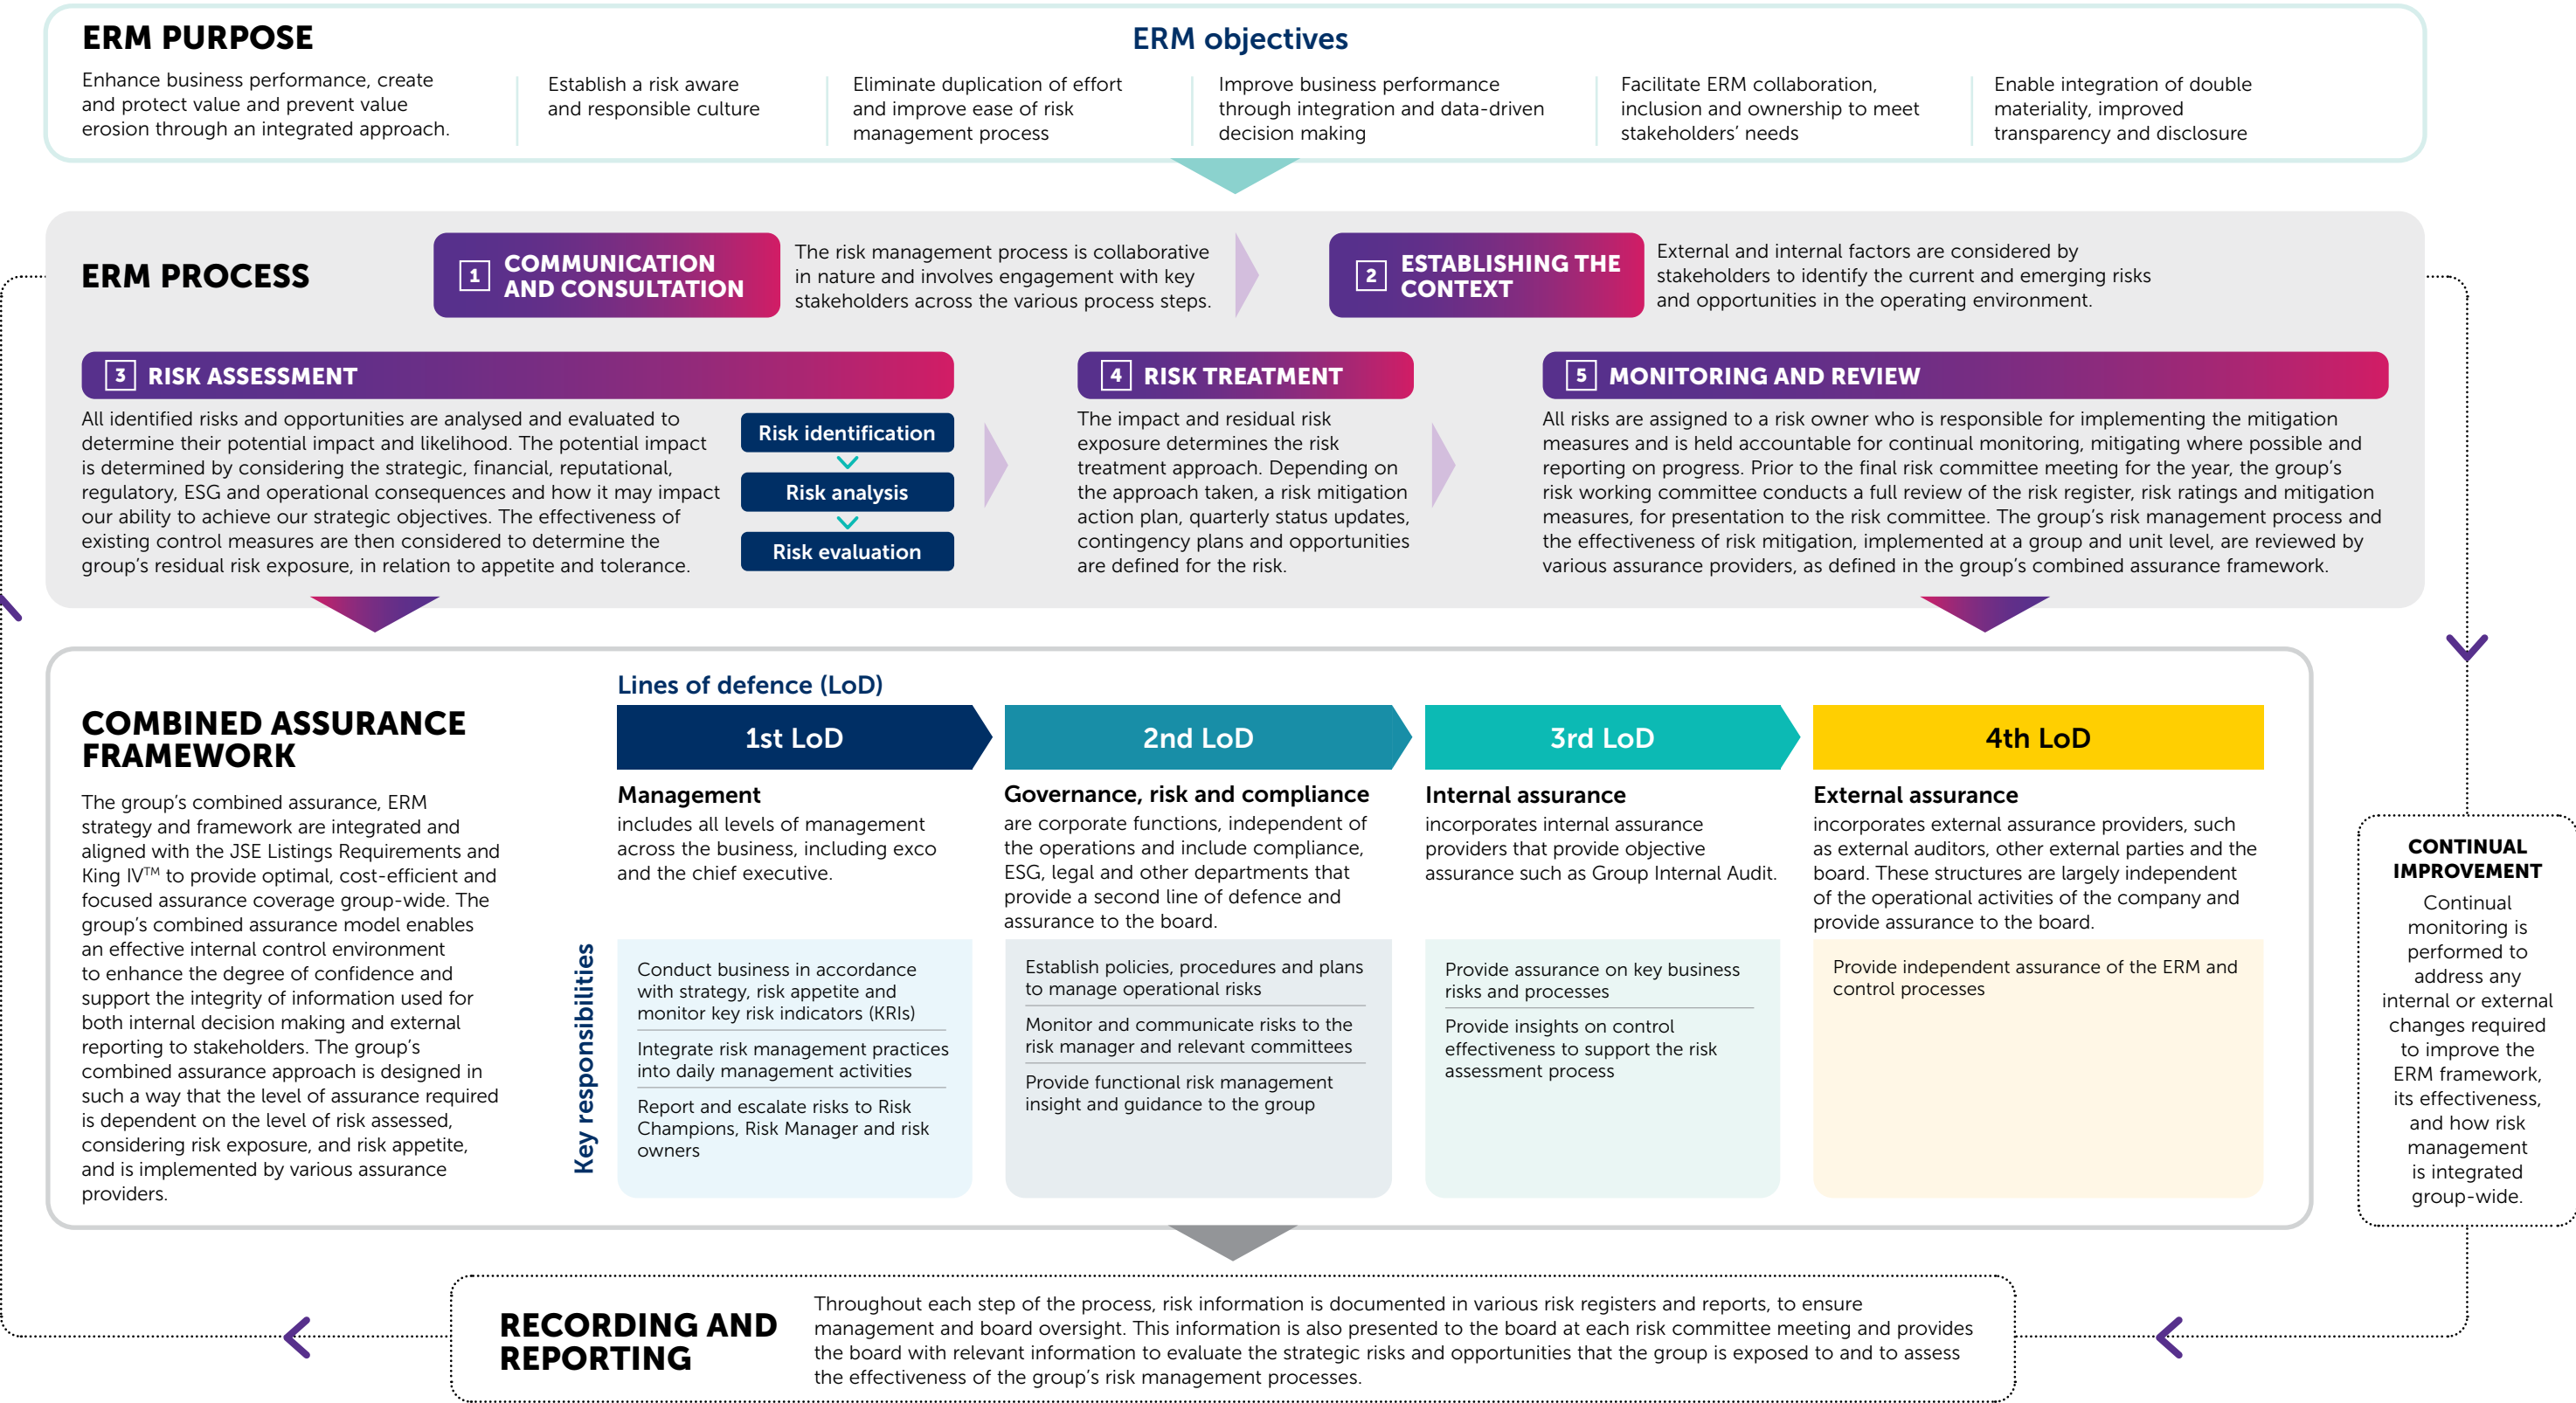 ERM PURPOSE
Enhance business performance, create
and protect value and prevent value
erosion through an integrated approach.
ERM objectives
Establish a risk aware
and responsible culture
Eliminate duplication of effort
and improve ease of risk
management process
Improve business performance
through integration and data-driven
decision making
Facilitate ERM collaboration,
inclusion and ownership to meet
stakeholders' needs
Enable integration of double
materiality, improved
transparency and disclosure
ERM PROCESS
1 COMMUNICATION
AND CONSULTATION
The risk management process is collaborative
in nature and involves engagement with key
stakeholders across the various process steps.
2 ESTABLISHING THE
CONTEXT
External and internal factors are considered by
stakeholders to identify the current and emerging risks
and opportunities in the operating environment.
3 RISK ASSESSMENT
All identified risks and opportunities are analysed and evaluated to
determine their potential impact and likelihood. The potential impact
is determined by considering the strategic, financial, reputational,
regulatory, ESG and operational consequences and how it may impact
our ability to achieve our strategic objectives. The effectiveness of
existing control measures are then considered to determine the
group's residual risk exposure, in relation to appetite and tolerance.
Risk identification
Risk analysis
Risk evaluation
4 RISK TREATMENT
The impact and residual risk
exposure determines the risk
treatment approach. Depending on
the approach taken, a risk mitigation
action plan, quarterly status updates,
contingency plans and opportunities
are defined for the risk.
5 MONITORING AND REVIEW
All risks are assigned to a risk owner who is responsible for implementing the mitigation
measures and is held accountable for continual monitoring, mitigating where possible and
reporting on progress. Prior to the final risk committee meeting for the year, the group's
risk working committee conducts a full review of the risk register, risk ratings and mitigation
measures, for presentation to the risk committee. The group's risk management process and
the effectiveness of risk mitigation, implemented at a group and unit level, are reviewed by
various assurance providers, as defined in the group's combined assurance framework.
COMBINED ASSURANCE
FRAMEWORK
The group's combined assurance, ERM
strategy and framework are integrated and
aligned with the JSE Listings Requirements and
King IV™ to provide optimal, cost-efficient and
focused assurance coverage group-wide. The
group's combined assurance model enables
an effective internal control environment
to enhance the degree of confidence and
support the integrity of information used for
both internal decision making and external
reporting to stakeholders. The group's
combined assurance approach is designed in
such a way that the level of assurance required
is dependent on the level of risk assessed,
considering risk exposure, and risk appetite,
and is implemented by various assurance
providers.
Lines of defence (LoD)
1st LoD
Management
includes all levels of management
across the business, including exco
and the chief executive.
2nd LoD
Governance, risk and compliance
are corporate functions, independent of
the operations and include compliance,
ESG, legal and other departments that
provide a second line of defence and
assurance to the board.
3rd LoD
Internal assurance
incorporates internal assurance
providers that provide objective
assurance such as Group Internal Audit.
4th LoD
External assurance
incorporates external assurance providers, such
as external auditors, other external parties and the
board. These structures are largely independent
of the operational activities of the company and
provide assurance to the board.
Key responsibilities
Conduct business in accordance
with strategy, risk appetite and
monitor key risk indicators (KRIs)
Integrate risk management practices
into daily management activities
Report and escalate risks to Risk
Champions, Risk Manager and risk
owners
Establish policies, procedures and plans
to manage operational risks
Monitor and communicate risks to the
risk manager and relevant committees
Provide functional risk management
insight and guidance to the group
Provide assurance on key business
risks and processes
Provide insights on control
effectiveness to support the risk
assessment process
Provide independent assurance of the ERM and
control processes
CONTINUAL
IMPROVEMENT
Continual
monitoring is
performed to
address any
internal or external
changes required
to improve the
ERM framework,
its effectiveness,
and how risk
management
is integrated
group-wide.
RECORDING AND
REPORTING
Throughout each step of the process, risk information is documented in various risk registers and reports, to ensure
management and board oversight. This information is also presented to the board at each risk committee meeting and provides
the board with relevant information to evaluate the strategic risks and opportunities that the group is exposed to and to assess
the effectiveness of the group's risk management processes.